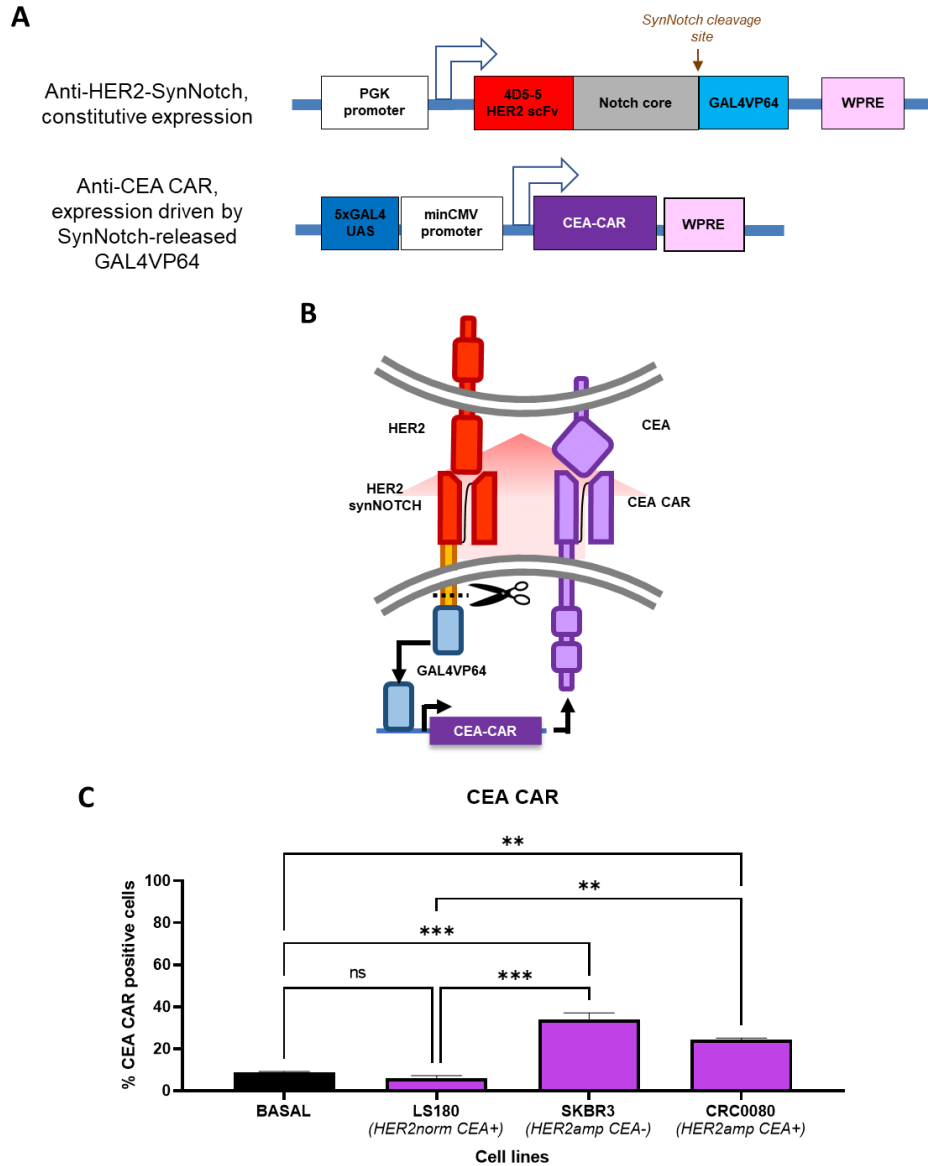 A
SynNotch cleavage
site
Anti-HER2-SynNotch,
constitutive expression
PGK
promoter
4D5-5
HER2 scFv
Notch core
GAL4VP64
WPRE
Anti-CEA CAR,
expression driven by
SynNotch-released
GAL4VP64
5xGAL4
UAS
minCMV
promoter
CEA-CAR
WPRE
B
HER2
CEA
HER2
synNOTCH
CEA CAR
GAL4VP64
CEA-CAR
C
CEA CAR
% CEA CAR positive cells
100
80
60
40
20
0
**
**
***
ns
***
BASAL
LS180
(HER2norm CEA+)
SKBR3
(HER2amp CEA-)
CRC0080
(HER2amp CEA+)
Cell lines